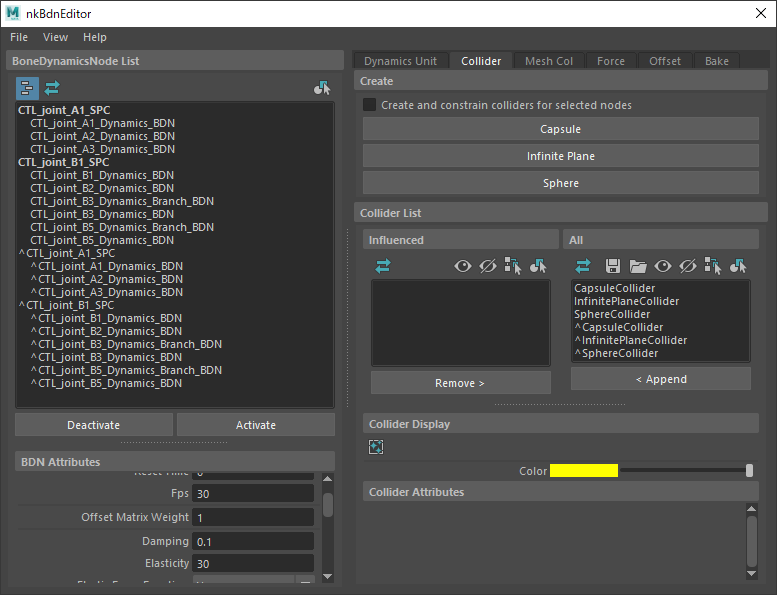 nkBdnEditor
File View Help
BoneDynamicsNode List
CTL_joint_A1_SPC
CTL_joint_A1_Dynamics_BDN
CTL_joint_A2_Dynamics_BDN
CTL_joint_A3_Dynamics_BDN
CTL_joint_B1_SPC
CTL_joint_B1_Dynamics_BDN
CTL_joint_B2_Dynamics_BDN
CTL_joint_B3_Dynamics_Branch_BDN
CTL_joint_B3_Dynamics_BDN
CTL_joint_B5_Dynamics_Branch_BDN
CTL_joint_B5_Dynamics_BDN
^CTL_joint_A1_SPC
^CTL_joint_A1_Dynamics_BDN
^CTL_joint_A2_Dynamics_BDN
^CTL_joint_A3_Dynamics_BDN
^CTL_joint_B1_SPC
^CTL_joint_B1_Dynamics_BDN
^CTL_joint_B2_Dynamics_BDN
^CTL_joint_B3_Dynamics_Branch_BDN
^CTL_joint_B3_Dynamics_BDN
^CTL_joint_B5_Dynamics_Branch_BDN
^CTL_joint_B5_Dynamics_BDN
Deactivate Activate
BDN Attributes
Reset Time
Fps 30
Offset Matrix Weight 1
Damping 0.1
Elasticity 30
Dynamics Unit Collider Mesh Col Force Offset Bake
Create
Create and constrain colliders for selected nodes
Capsule
Infinite Plane
Sphere
Collider List
Influenced
Remove >
All
CapsuleCollider
InfinitePlaneCollider
SphereCollider
^CapsuleCollider
^InfinitePlaneCollider
^SphereCollider
< Append
Collider Display
Color
Collider Attributes